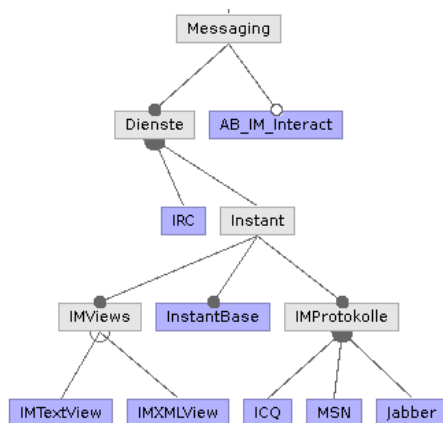 Messaging
Dienste
AB_IM_Interact
IRC
Instant
IMViews
InstantBase
IMProtokolle
IMTextView
IMXMLView
ICQ
MSN
Jabber